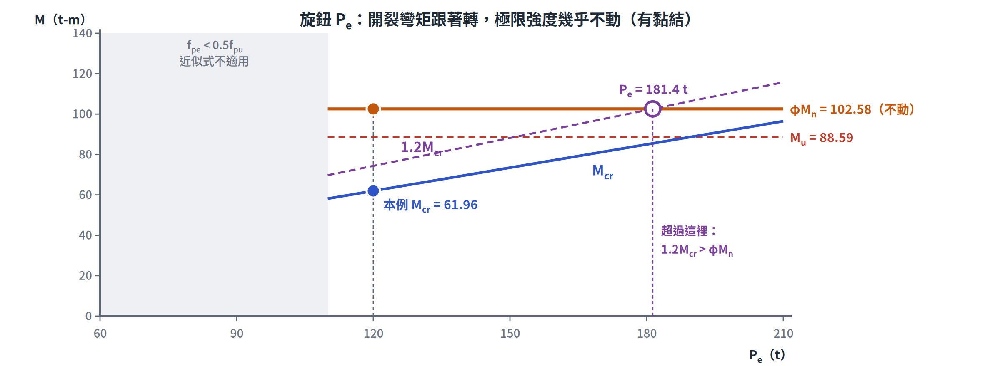 旋鈕 Pe：開裂彎矩跟著轉，極限強度幾乎不動（有黏結）
M（t-m）
140
120
100
80
60
40
20
0
fpe < 0.5fpu
近似式不適用
Pe = 181.4 t
ϕMn = 102.58（不動）
Mu = 88.59
1.2Mcr
Mcr
本例 Mcr = 61.96
超過這裡：
1.2Mcr > ϕMn
60
90
120
150
180
210
Pe（t）